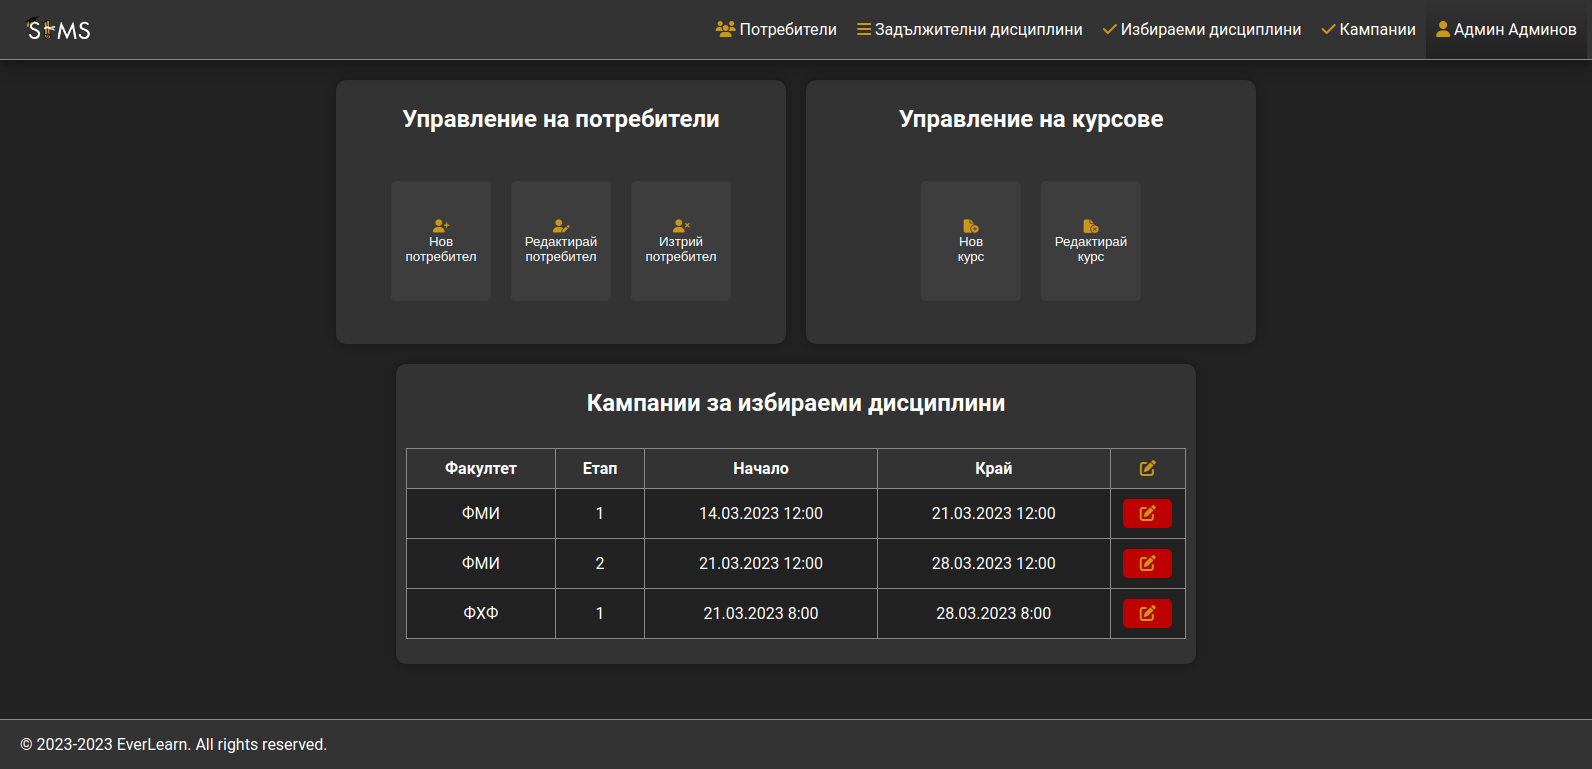 SMS
Потребители Задължителни дисциплини Избираеми дисциплини Кампании Админ Админов
Управление на потребители
Нов
потребител
Редактирай
потребител
Изтрий
потребител
Управление на курсове
Нов
курс
Редактирай
курс
Кампании за избираеми дисциплини
Факултет Етап Начало Край
ФМИ 1 14.03.2023 12:00 21.03.2023 12:00
ФМИ 2 21.03.2023 12:00 28.03.2023 12:00
ФХФ 1 21.03.2023 8:00 28.03.2023 8:00
© 2023-2023 EverLearn. All rights reserved.